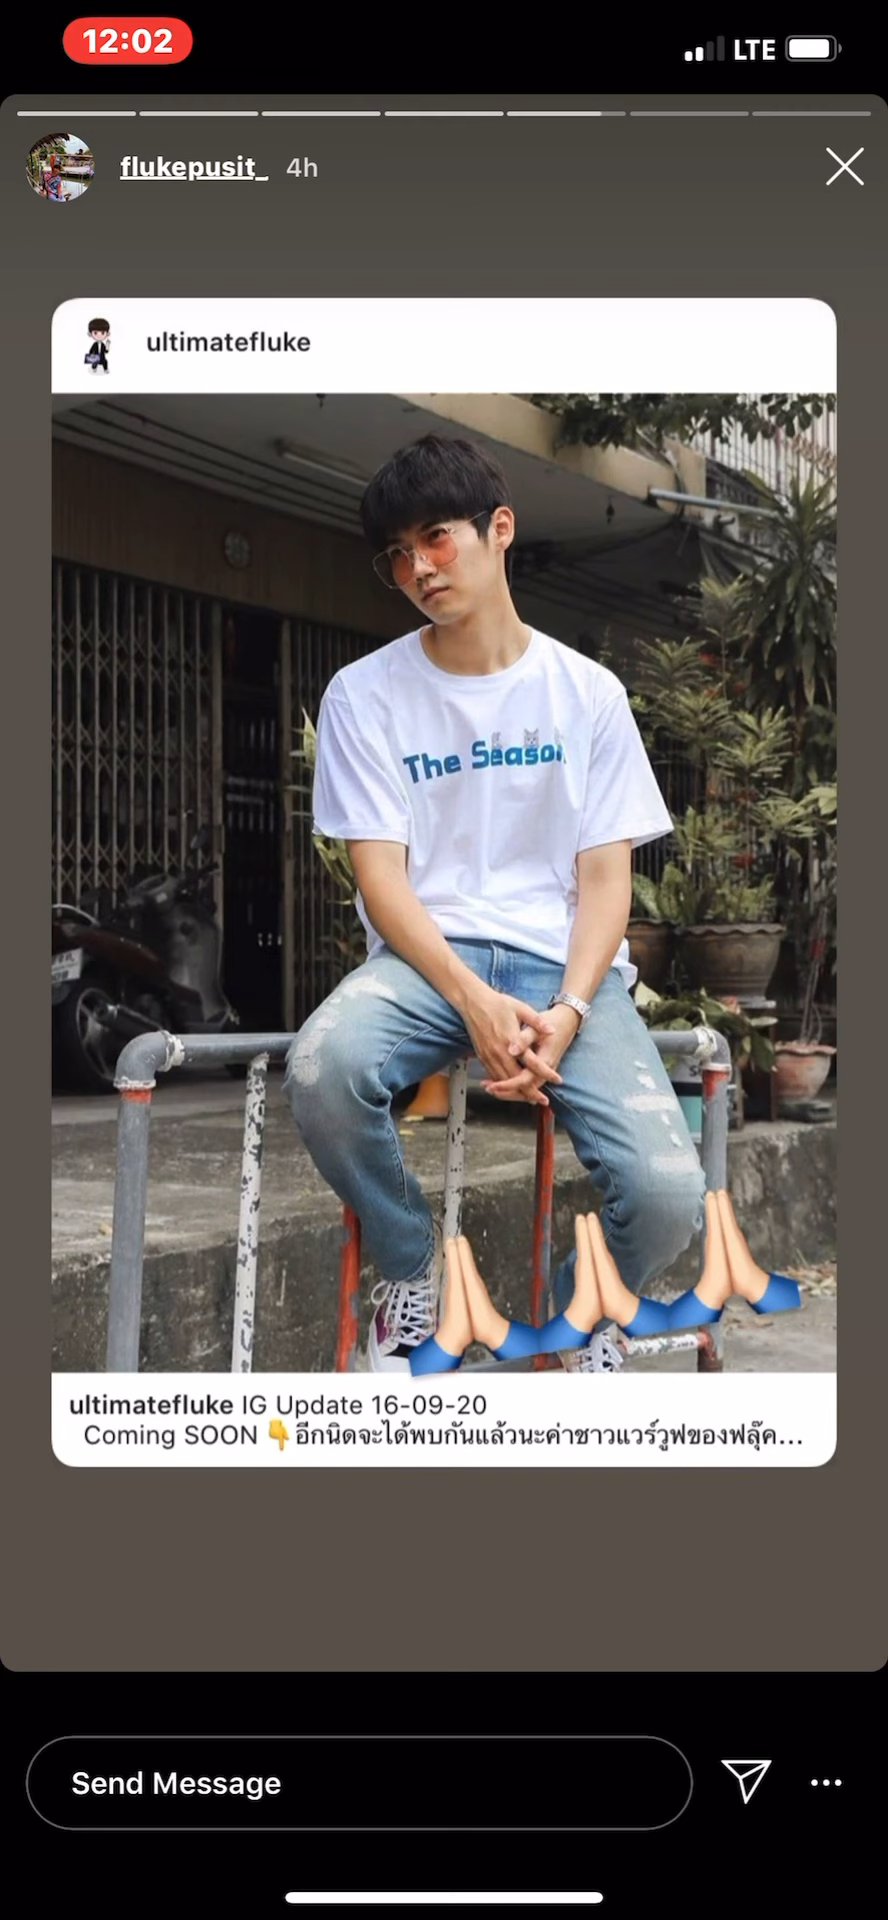 12:02
LTE
flukepusit_ 4h
ultimatefluke
The Season
ultimatefluke IG Update 16-09-20
Coming SOON 👇อีกนิดจะได้พบกันแล้วนะค่าชาวแวร์วูฟของฟลุ๊ค...
Send Message